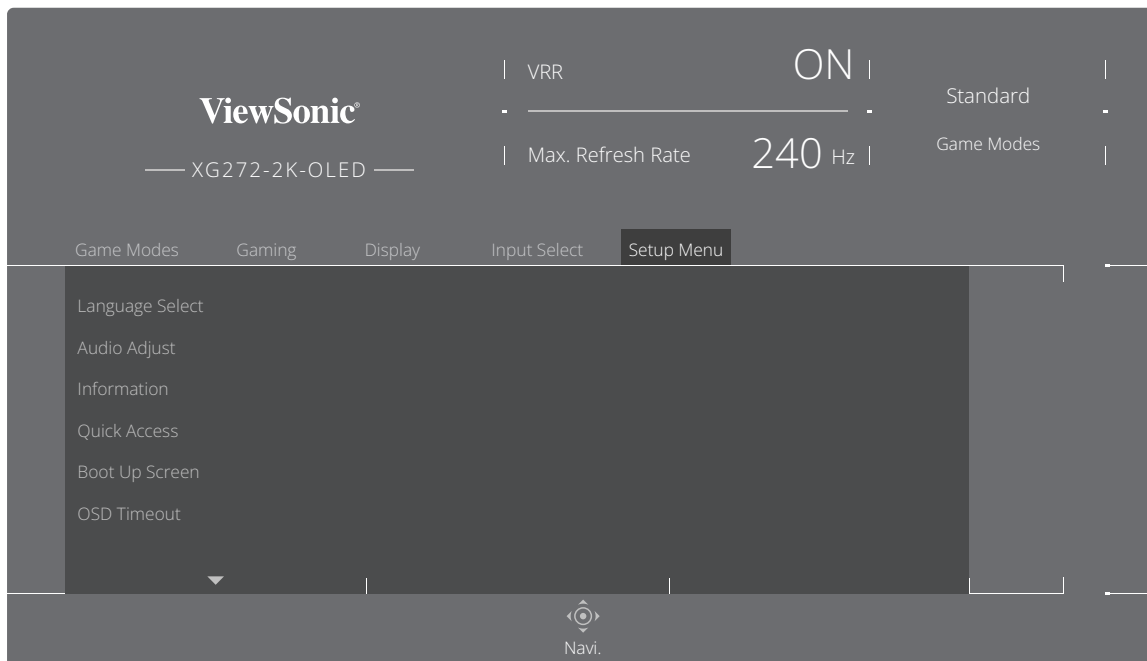 ViewSonic®
XG272-2K-OLED
VRR ON
Max. Refresh Rate 240 Hz
Standard
Game Modes
Game Modes Gaming Display Input Select Setup Menu
Language Select
Audio Adjust
Information
Quick Access
Boot Up Screen
OSD Timeout
Navi.